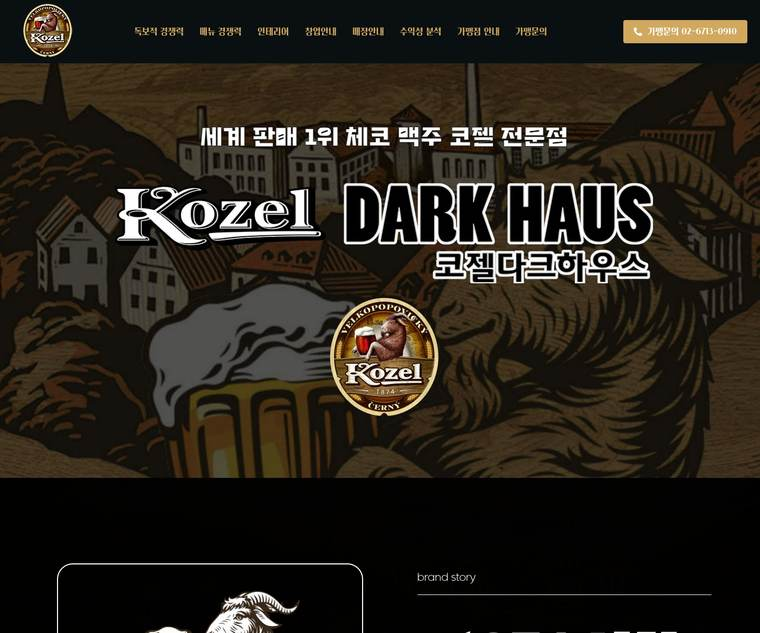 독보적 경쟁력 메뉴 경쟁력 인테리어 창업안내 매장안내 수익성 분석 가맹점 안내 가맹문의 가맹문의 02-6713-0910
세계 판매 1위 체코 맥주 코젤 전문점
Kozel DARK HAUS
코젤다크하우스
VELKOPOPOVICKÝ
Kozel
1874
ČERNÝ
brand story